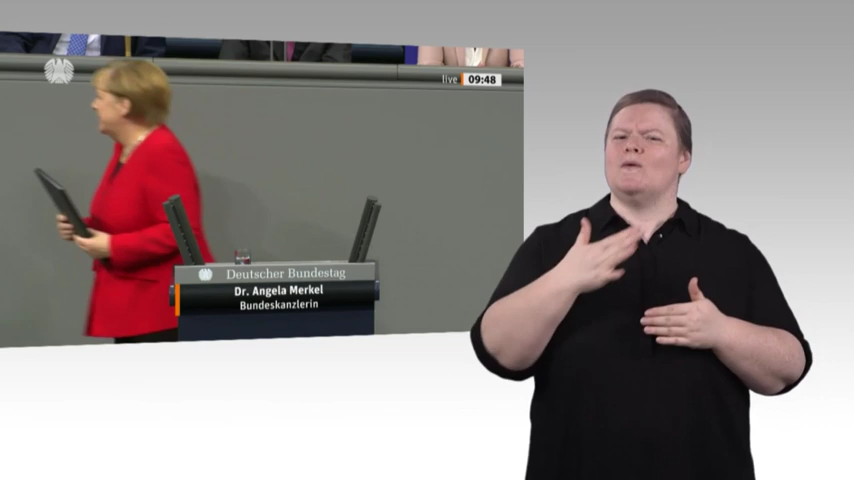 live 09:48
Deutscher Bundestag
Dr. Angela Merkel
Bundeskanzlerin